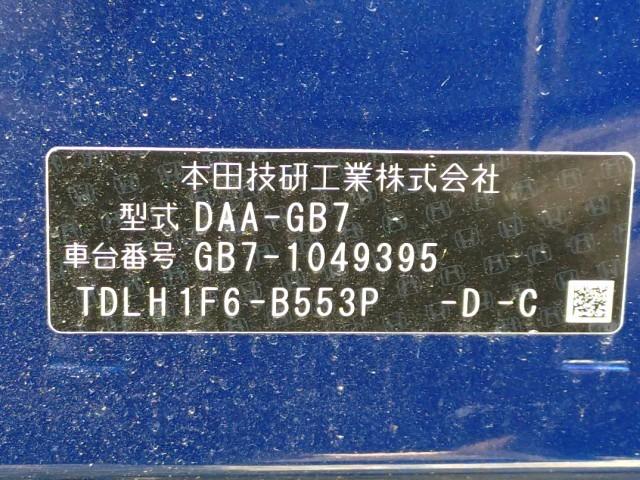 本田技研工業株式会社
型式 DAA-GB7
車台番号 GB7-1049395
TDLH1F6-B553P -D-C